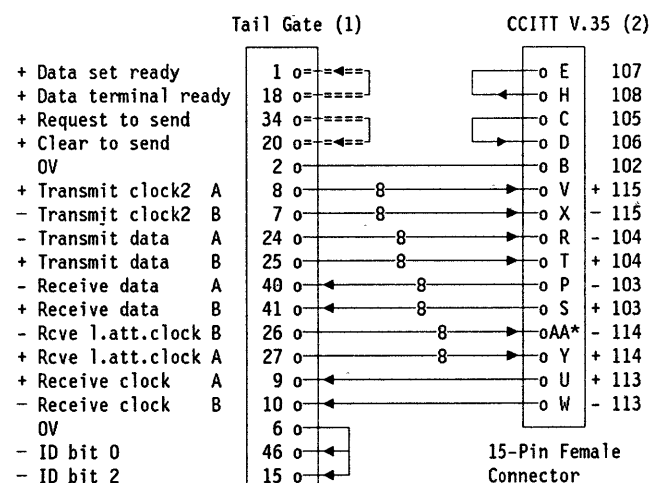 Tail Gate (1) CCITT V.35 (2)
+ Data set ready 1 o E 107
+ Data terminal ready 18 o H 108
+ Request to send 34 o C 105
+ Clear to send 20 o D 106
0V 2 o B 102
+ Transmit clock2 A 8 8 V + 115
- Transmit clock2 B 7 8 X - 115
- Transmit data A 24 8 R - 104
+ Transmit data B 25 8 T + 104
- Receive data A 40 8 P - 103
+ Receive data B 41 8 S + 103
- Rcve l.att.clock B 26 8 AA* - 114
+ Rcve l.att.clock A 27 8 Y + 114
+ Receive clock A 9 U + 113
- Receive clock B 10 W - 113
0V 6
- ID bit 0 46 15-Pin Female
- ID bit 2 15 Connector